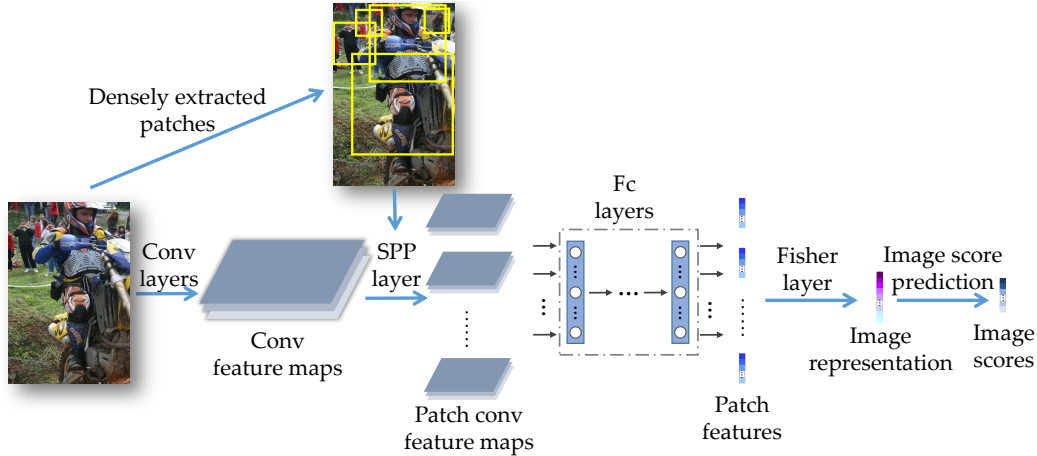 Densely extracted
patches
Conv
layers
Conv
feature maps
SPP
layer
Patch conv
feature maps
Fc
layers
Patch
features
Fisher
layer
Image
representation
Image score
prediction
Image
scores